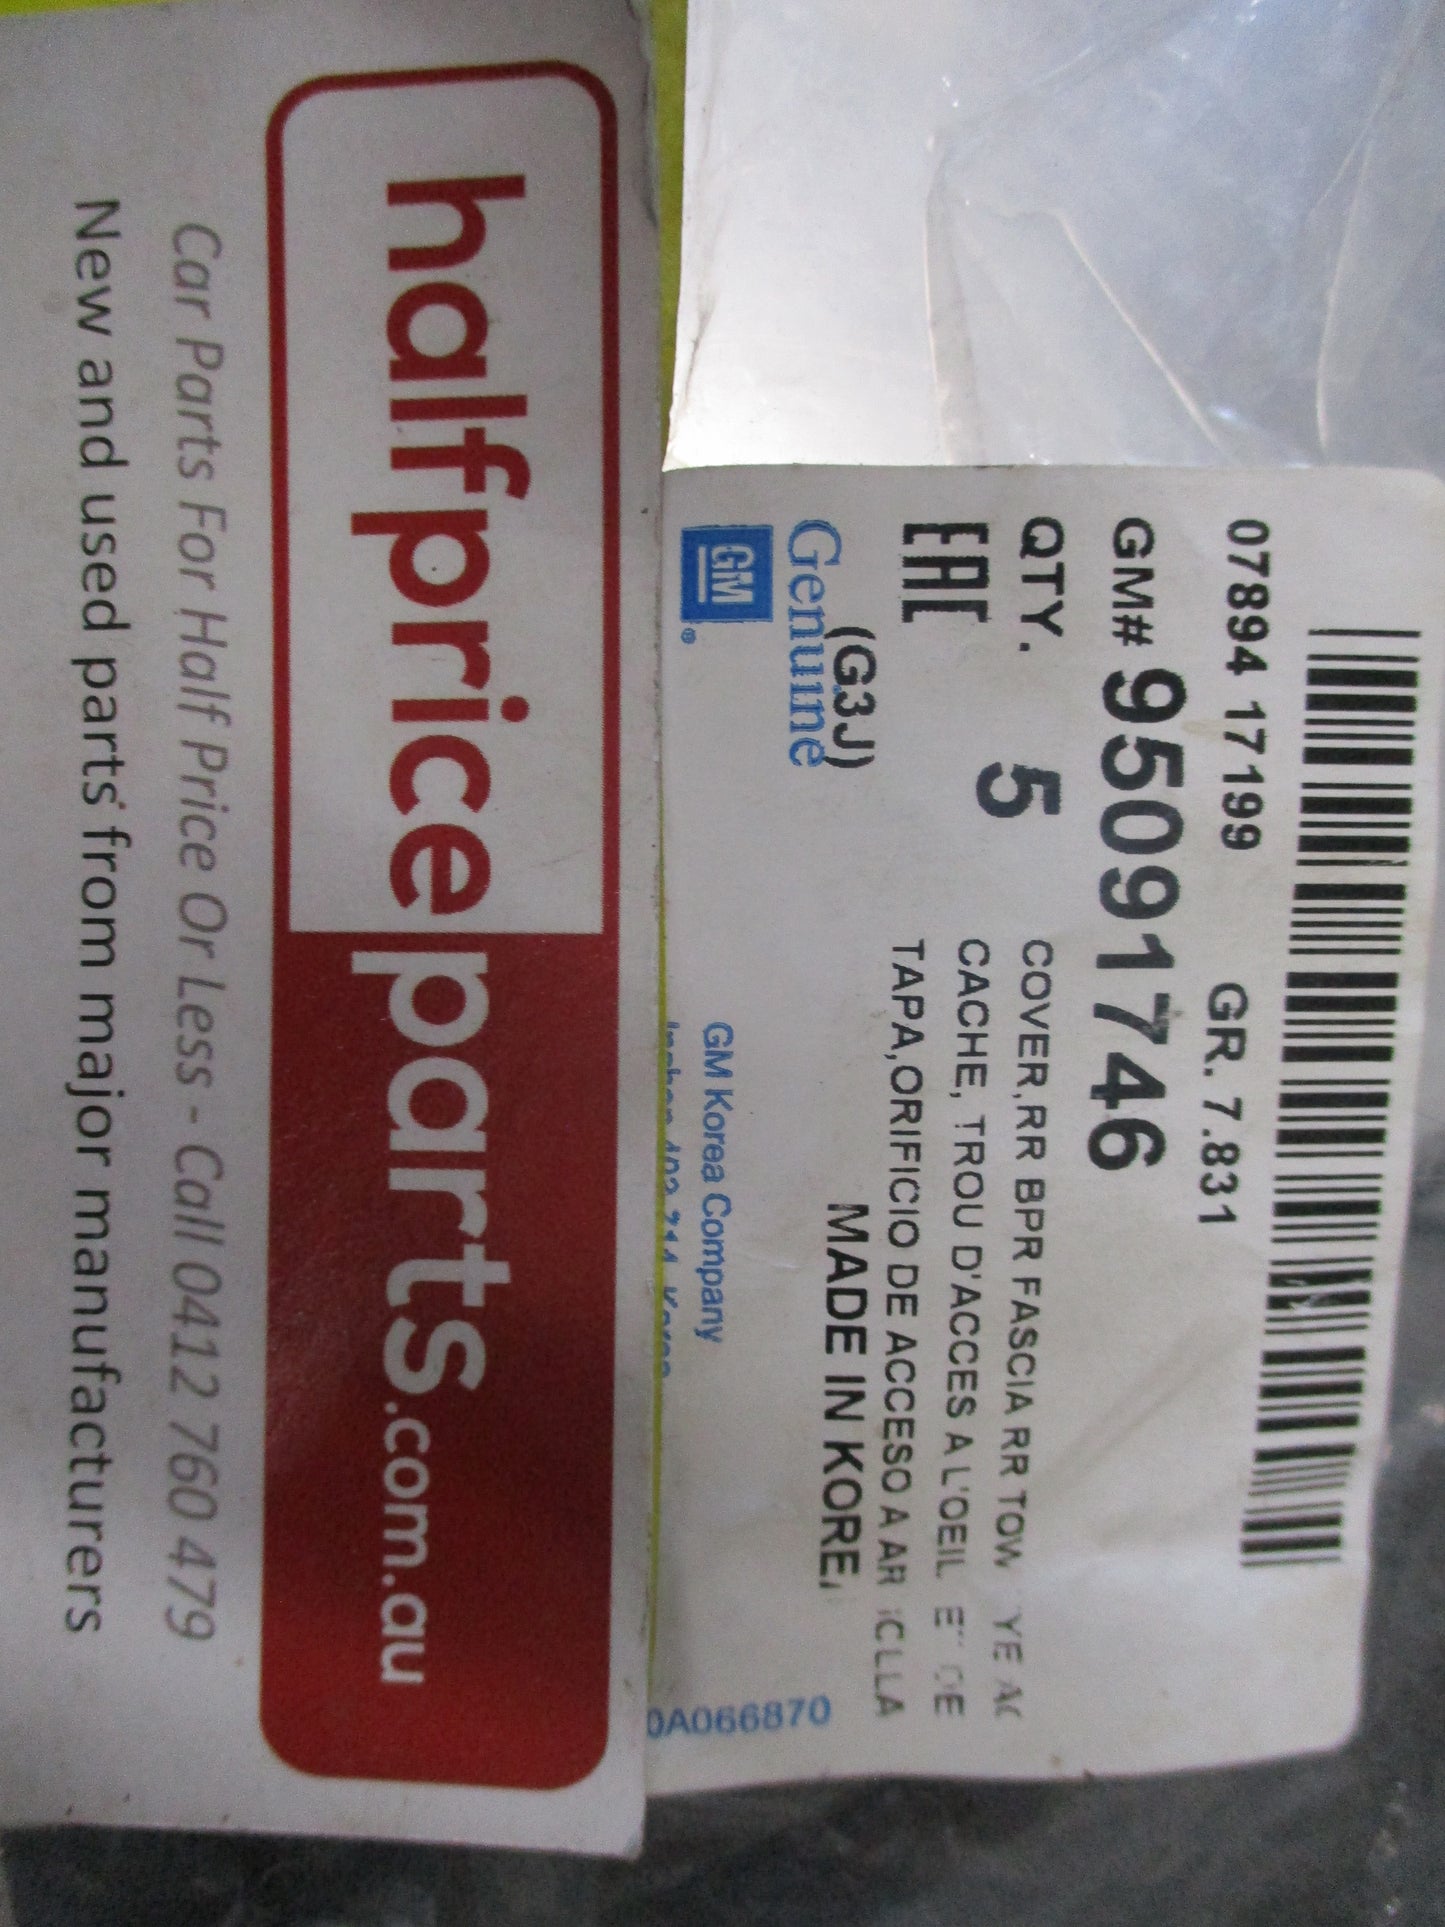 07894 17199 GR. 7.831
GM# 95091746
QTY. 5
COVER,RR BPR FASCIA RR TOW
CACHE, TROU D'ACCES A L'OEIL
TAPA,ORIFICIO DE ACCESO A
EAC
(G3J)
Genuine
MADE IN
GM®
GM Korea Company
0A066870
halfpriceparts.com.au
Car Parts For Half Price Or Less - Call 0412 760 479
New and used parts from major manufacturers